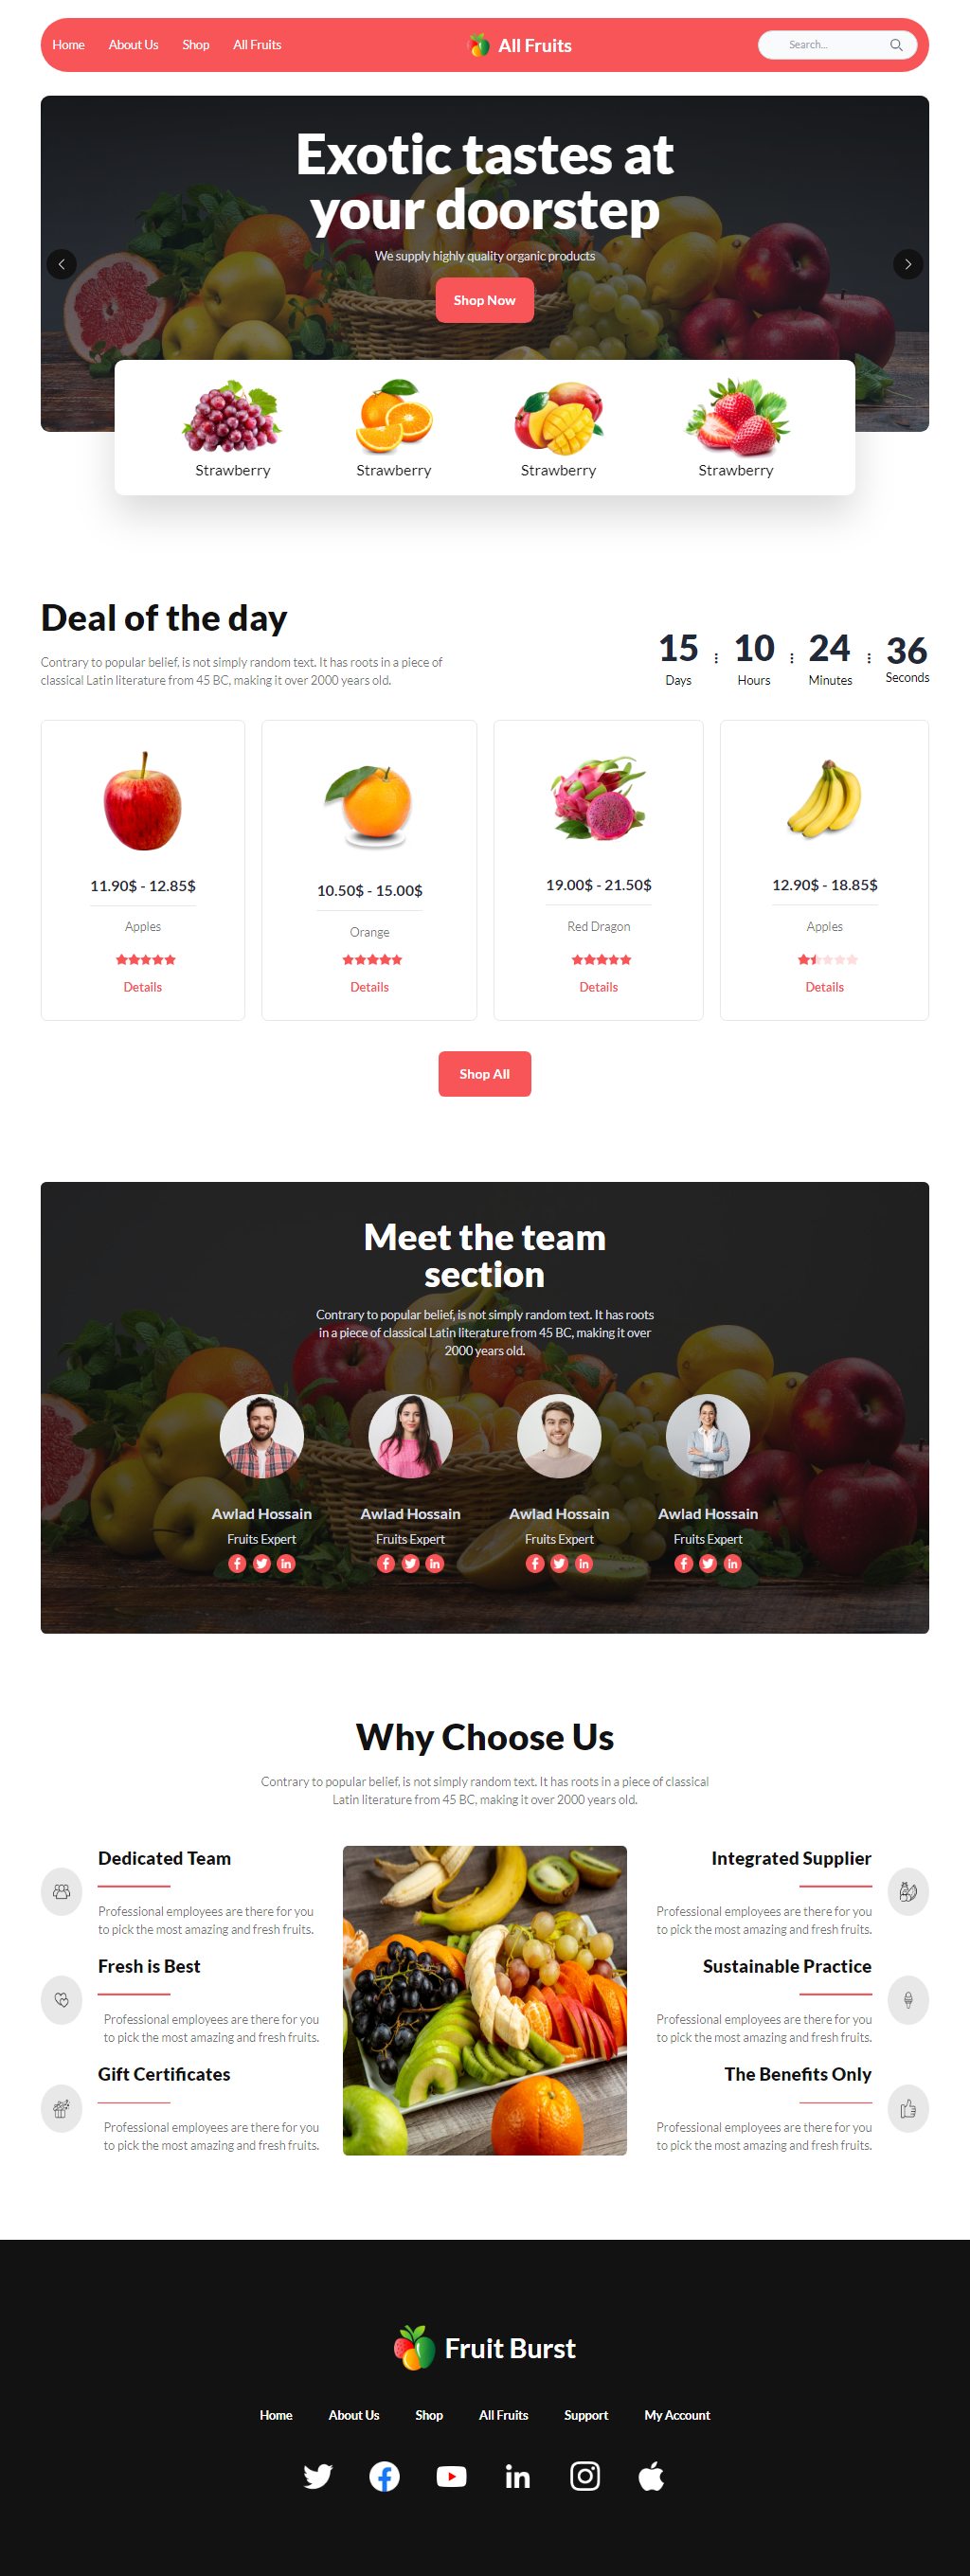 Home About Us Shop All Fruits
All Fruits
Search...
Exotic tastes at
your doorstep
We supply highly quality organic products
Shop Now
Strawberry Strawberry Strawberry Strawberry
Deal of the day
Contrary to popular belief, is not simply random text. It has roots in a piece of
classical Latin literature from 45 BC, making it over 2000 years old.
15 : 10 : 24 : 36
Days Hours Minutes Seconds
11.90$ - 12.85$
Apples
Details
10.50$ - 15.00$
Orange
Details
19.00$ - 21.50$
Red Dragon
Details
12.90$ - 18.85$
Apples
Details
Shop All
Meet the team
section
Contrary to popular belief, is not simply random text. It has roots
in a piece of classical Latin literature from 45 BC, making it over
2000 years old.
Awlad Hossain Awlad Hossain Awlad Hossain Awlad Hossain
Fruits Expert Fruits Expert Fruits Expert Fruits Expert
Why Choose Us
Contrary to popular belief, is not simply random text. It has roots in a piece of classical
Latin literature from 45 BC, making it over 2000 years old.
Dedicated Team
Professional employees are there for you
to pick the most amazing and fresh fruits.
Fresh is Best
Professional employees are there for you
to pick the most amazing and fresh fruits.
Gift Certificates
Professional employees are there for you
to pick the most amazing and fresh fruits.
Integrated Supplier
Professional employees are there for you
to pick the most amazing and fresh fruits.
Sustainable Practice
Professional employees are there for you
to pick the most amazing and fresh fruits.
The Benefits Only
Professional employees are there for you
to pick the most amazing and fresh fruits.
Fruit Burst
Home About Us Shop All Fruits Support My Account